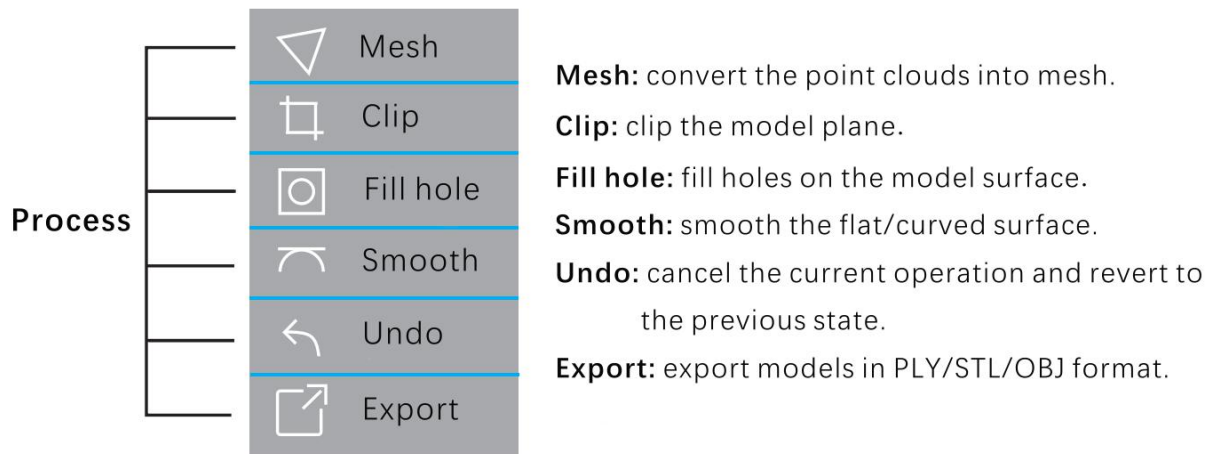 Process
Mesh
Clip
Fill hole
Smooth
Undo
Export
Mesh: convert the point clouds into mesh.
Clip: clip the model plane.
Fill hole: fill holes on the model surface.
Smooth: smooth the flat/curved surface.
Undo: cancel the current operation and revert to
the previous state.
Export: export models in PLY/STL/OBJ format.